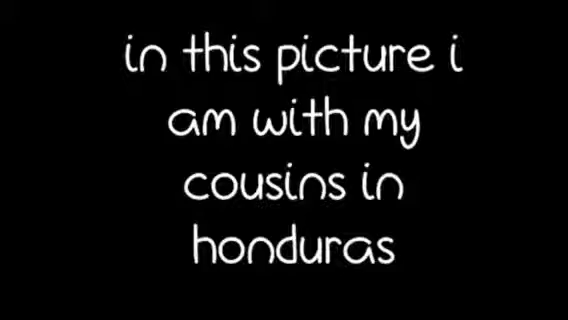 in this picture i
am with my
cousins in
honduras